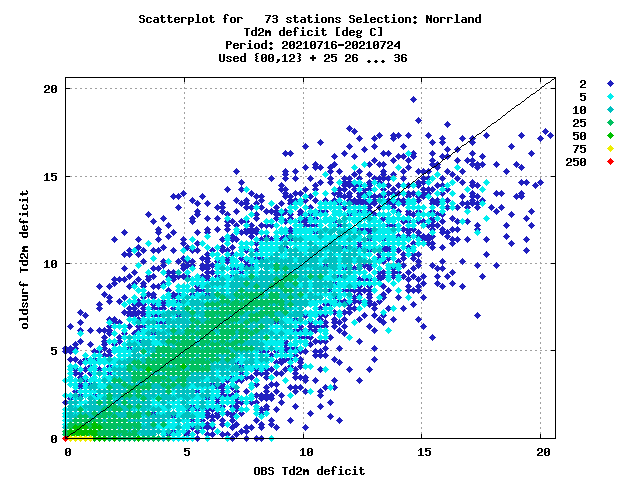 Scatterplot for   73 stations Selection: Norrland
Td2m deficit [deg C]
Period: 20210716-20210724
Used {00,12} + 25 26 ... 36
20
15
10
5
0
oldsurf Td2m deficit
0 5 10 15 20
OBS Td2m deficit
2
5
10
25
50
75
250